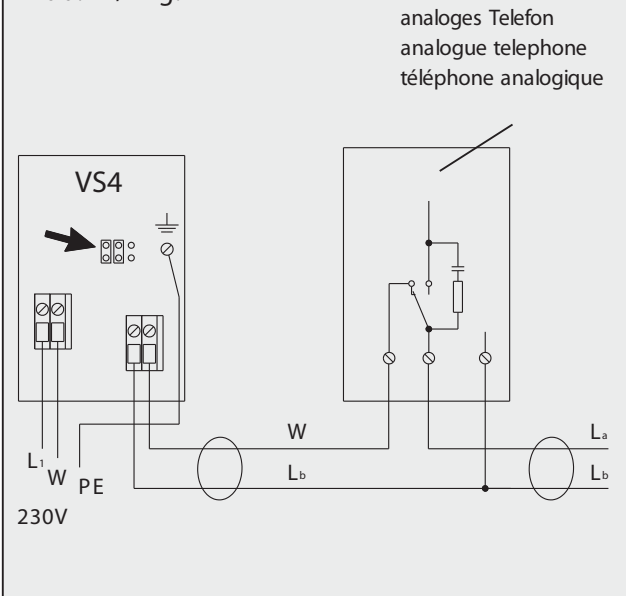 analoges Telefon
analogue telephone
téléphone analogique
VS4
W
La
Lb
Lb
L1
W
PE
230V